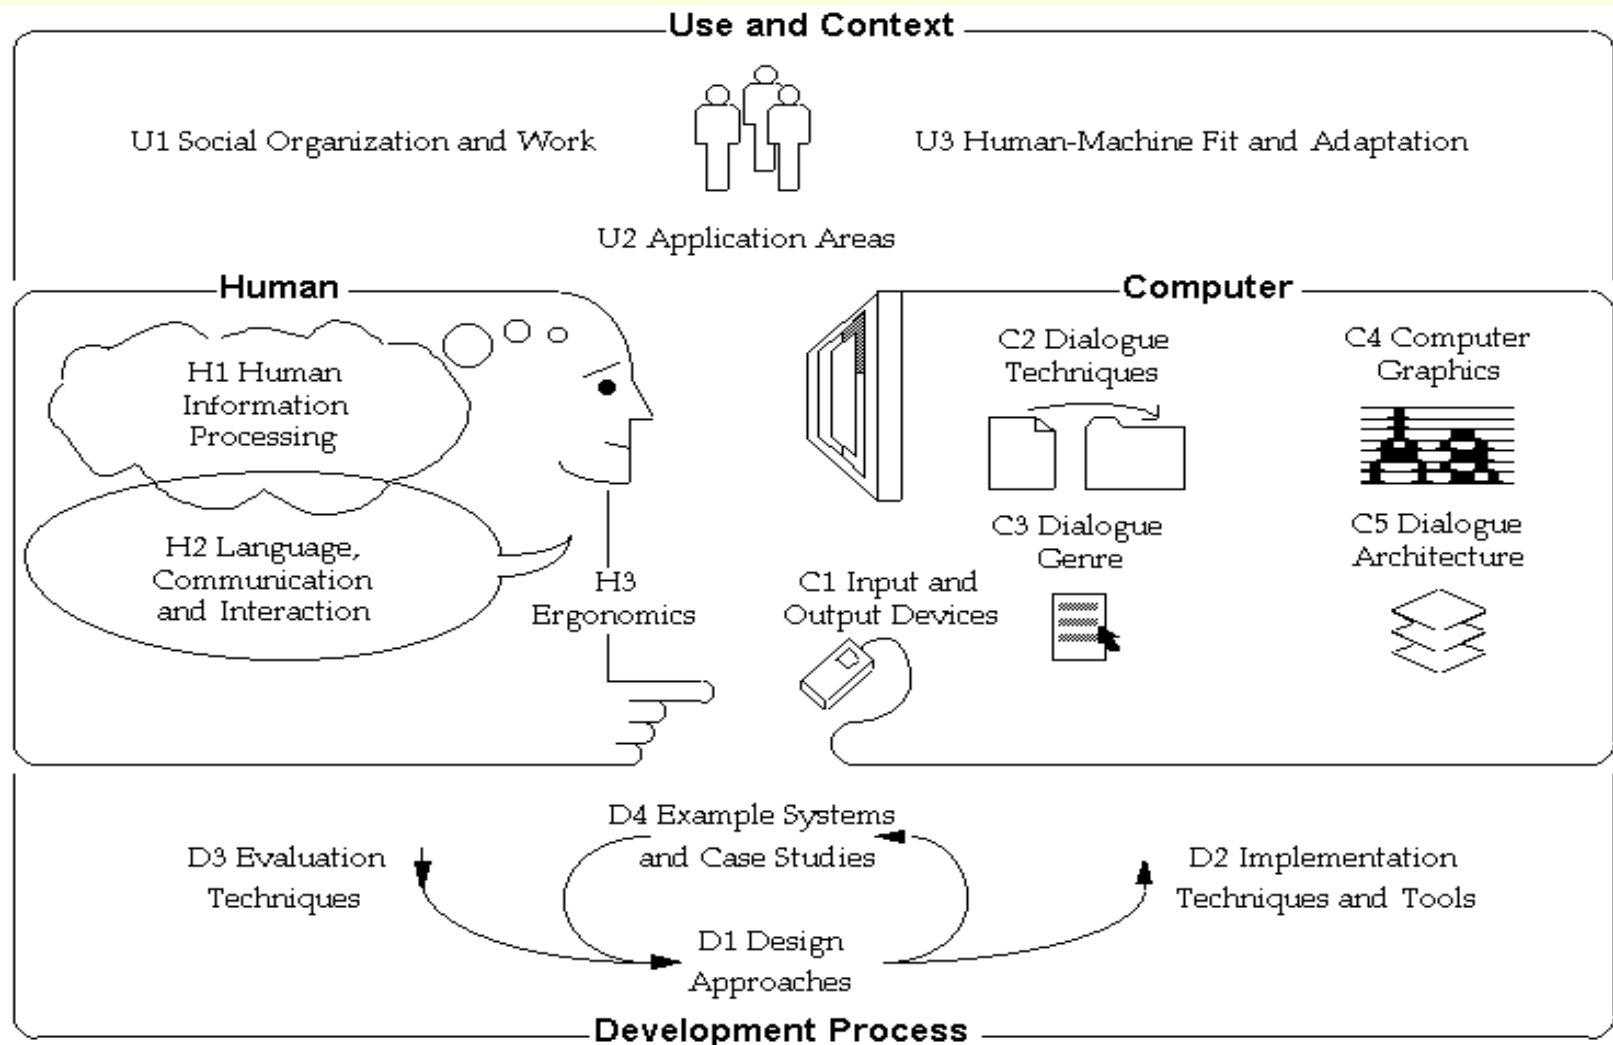 Use and Context
U1 Social Organization and Work
U3 Human-Machine Fit and Adaptation
U2 Application Areas
Human
H1 Human
Information
Processing
H2 Language,
Communication
and Interaction
H3
Ergonomics
Computer
C2 Dialogue
Techniques
C4 Computer
Graphics
C3 Dialogue
Genre
C5 Dialogue
Architecture
C1 Input and
Output Devices
D4 Example Systems
and Case Studies
D3 Evaluation
Techniques
D2 Implementation
Techniques and Tools
D1 Design
Approaches
Development Process